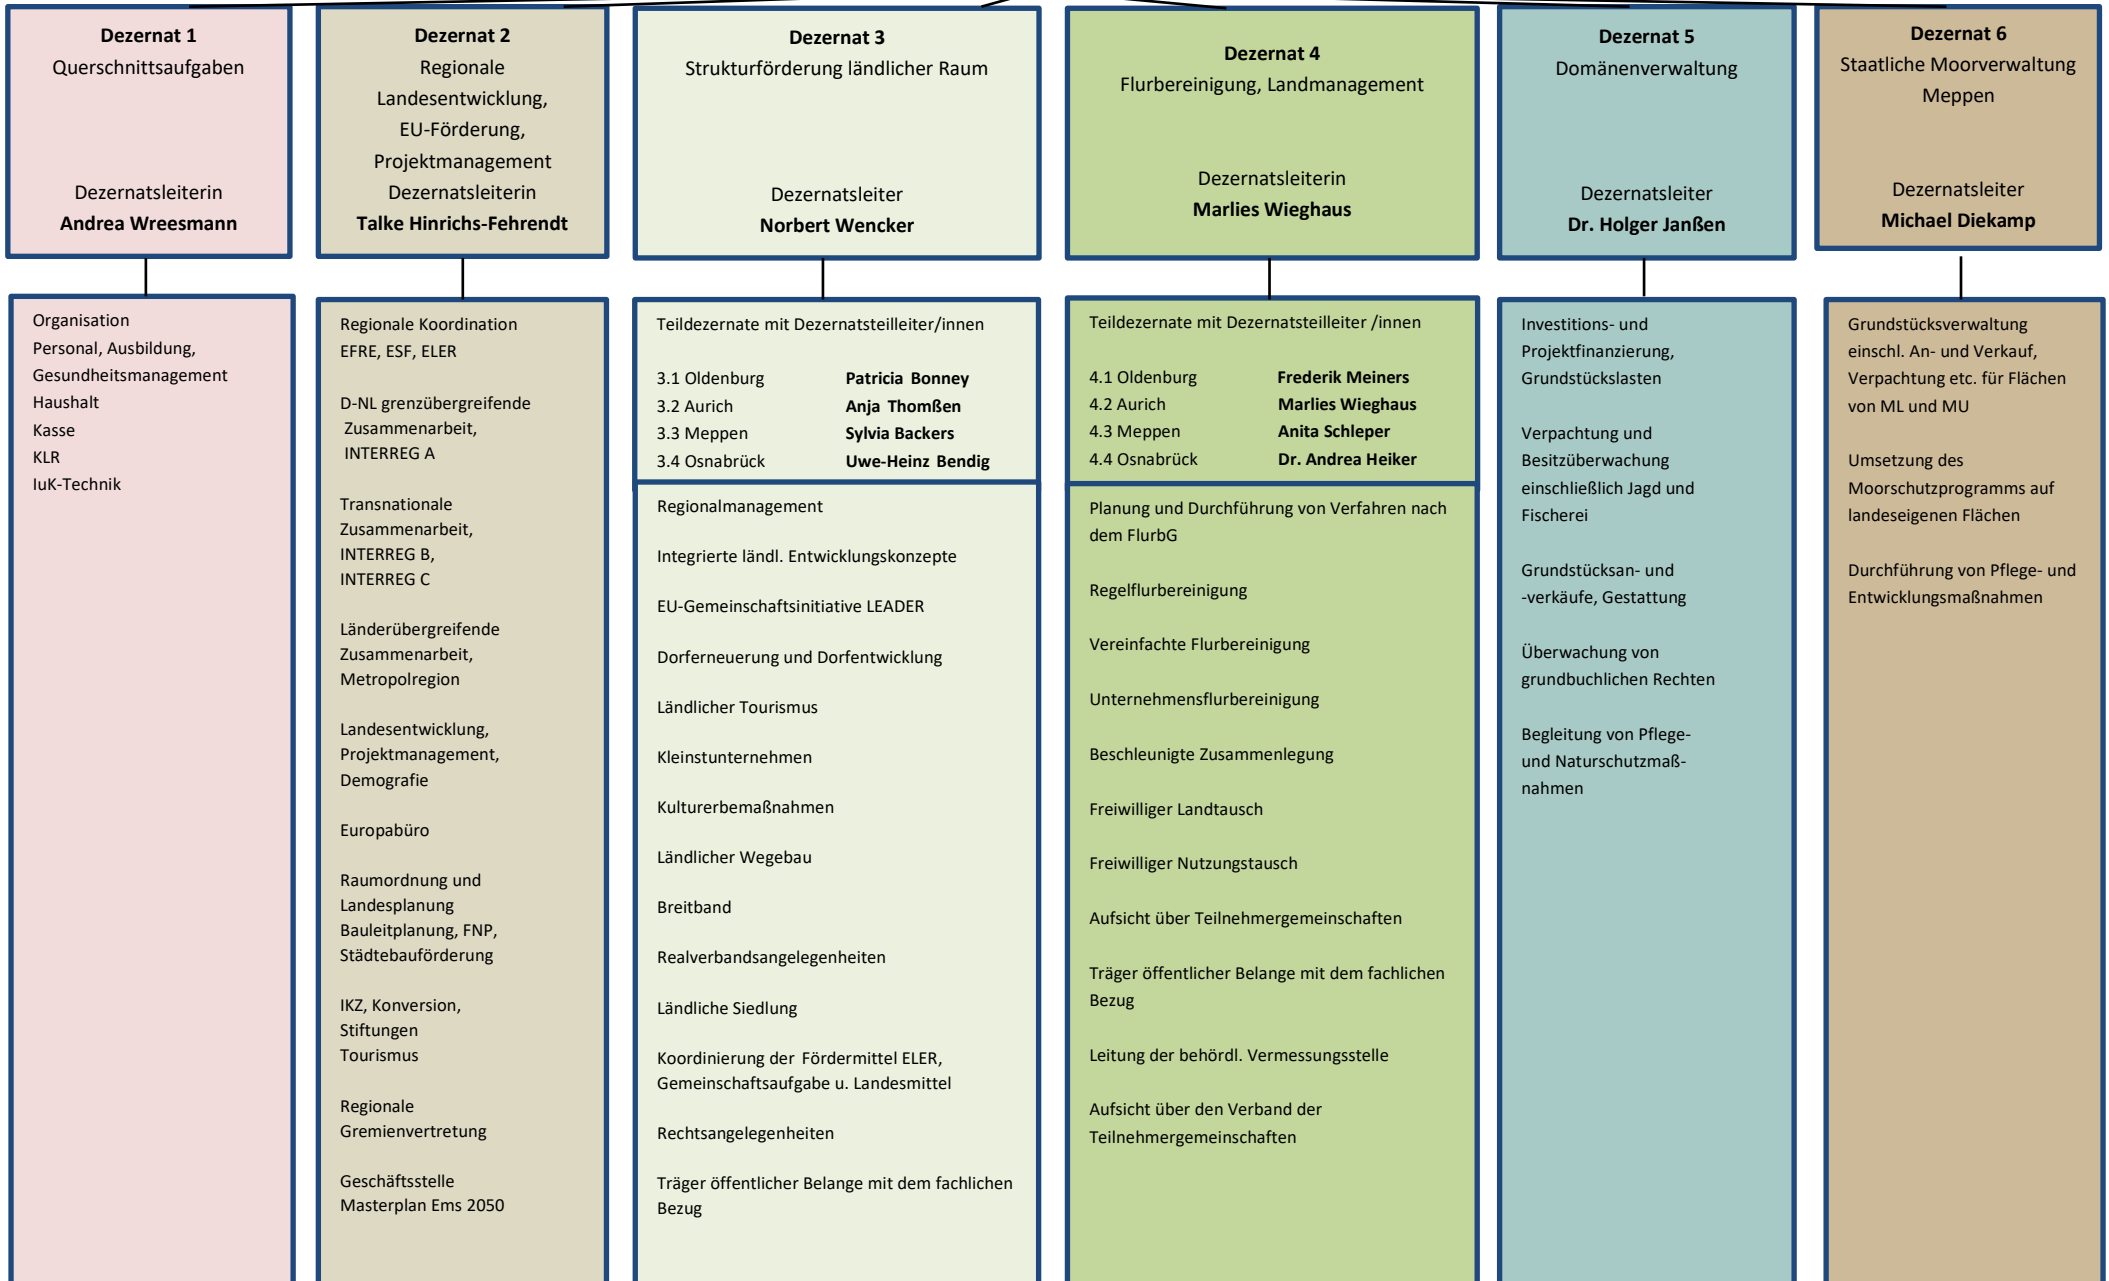 Dezernat 1
Querschnittsaufgaben
Dezernatsleiterin
Andrea Wreesmann
Dezernat 2
Regionale
Landesentwicklung,
EU-Förderung,
Projektmanagement
Dezernatsleiterin
Talke Hinrichs-Fehrendt
Dezernat 3
Strukturförderung ländlicher Raum
Dezernatsleiter
Norbert Wencker
Dezernat 4
Flurbereinigung, Landmanagement
Dezernatsleiterin
Marlies Wieghaus
Dezernat 5
Domänenverwaltung
Dezernatsleiter
Dr. Holger Janßen
Dezernat 6
Staatliche Moorverwaltung
Meppen
Dezernatsleiter
Michael Diekamp
Organisation
Personal, Ausbildung,
Gesundheitsmanagement
Haushalt
Kasse
KLR
IuK-Technik
Regionale Koordination
EFRE, ESF, ELER
D-NL grenzübergreifende
Zusammenarbeit,
INTERREG A
Transnationale
Zusammenarbeit,
INTERREG B,
INTERREG C
Länderübergreifende
Zusammenarbeit,
Metropolregion
Landesentwicklung,
Projektmanagement,
Demografie
Europabüro
Raumordnung und
Landesplanung
Bauleitplanung, FNP,
Städtebauförderung
IKZ, Konversion,
Stiftungen
Tourismus
Regionale
Gremienvertretung
Geschäftsstelle
Masterplan Ems 2050
Teildezernate mit Dezernatsteilleiter/innen
3.1 Oldenburg Patricia Bonney
3.2 Aurich Anja Thomßen
3.3 Meppen Sylvia Backers
3.4 Osnabrück Uwe-Heinz Bendig
Regionalmanagement
Integrierte ländl. Entwicklungskonzepte
EU-Gemeinschaftsinitiative LEADER
Dorferneuerung und Dorfentwicklung
Ländlicher Tourismus
Kleinstunternehmen
Kulturerbemaßnahmen
Ländlicher Wegebau
Breitband
Realverbandsangelegenheiten
Ländliche Siedlung
Koordinierung der Fördermittel ELER,
Gemeinschaftsaufgabe u. Landesmittel
Rechtsangelegenheiten
Träger öffentlicher Belange mit dem fachlichen
Bezug
Teildezernate mit Dezernatsteilleiter /innen
4.1 Oldenburg Frederik Meiners
4.2 Aurich Marlies Wieghaus
4.3 Meppen Anita Schleper
4.4 Osnabrück Dr. Andrea Heiker
Planung und Durchführung von Verfahren nach
dem FlurbG
Regelflurbereinigung
Vereinfachte Flurbereinigung
Unternehmensflurbereinigung
Beschleunigte Zusammenlegung
Freiwilliger Landtausch
Freiwilliger Nutzungstausch
Aufsicht über Teilnehmergemeinschaften
Träger öffentlicher Belange mit dem fachlichen
Bezug
Leitung der behördl. Vermessungsstelle
Aufsicht über den Verband der
Teilnehmergemeinschaften
Investitions- und
Projektfinanzierung,
Grundstückslasten
Verpachtung und
Besitzüberwachung
einschließlich Jagd und
Fischerei
Grundstücksan- und
-verkäufe, Gestattung
Überwachung von
grundbuchlichen Rechten
Begleitung von Pflege-
und Naturschutzmaß-
nahmen
Grundstücksverwaltung
einschl. An- und Verkauf,
Verpachtung etc. für Flächen
von ML und MU
Umsetzung des
Moorschutzprogramms auf
landeseigenen Flächen
Durchführung von Pflege- und
Entwicklungsmaßnahmen